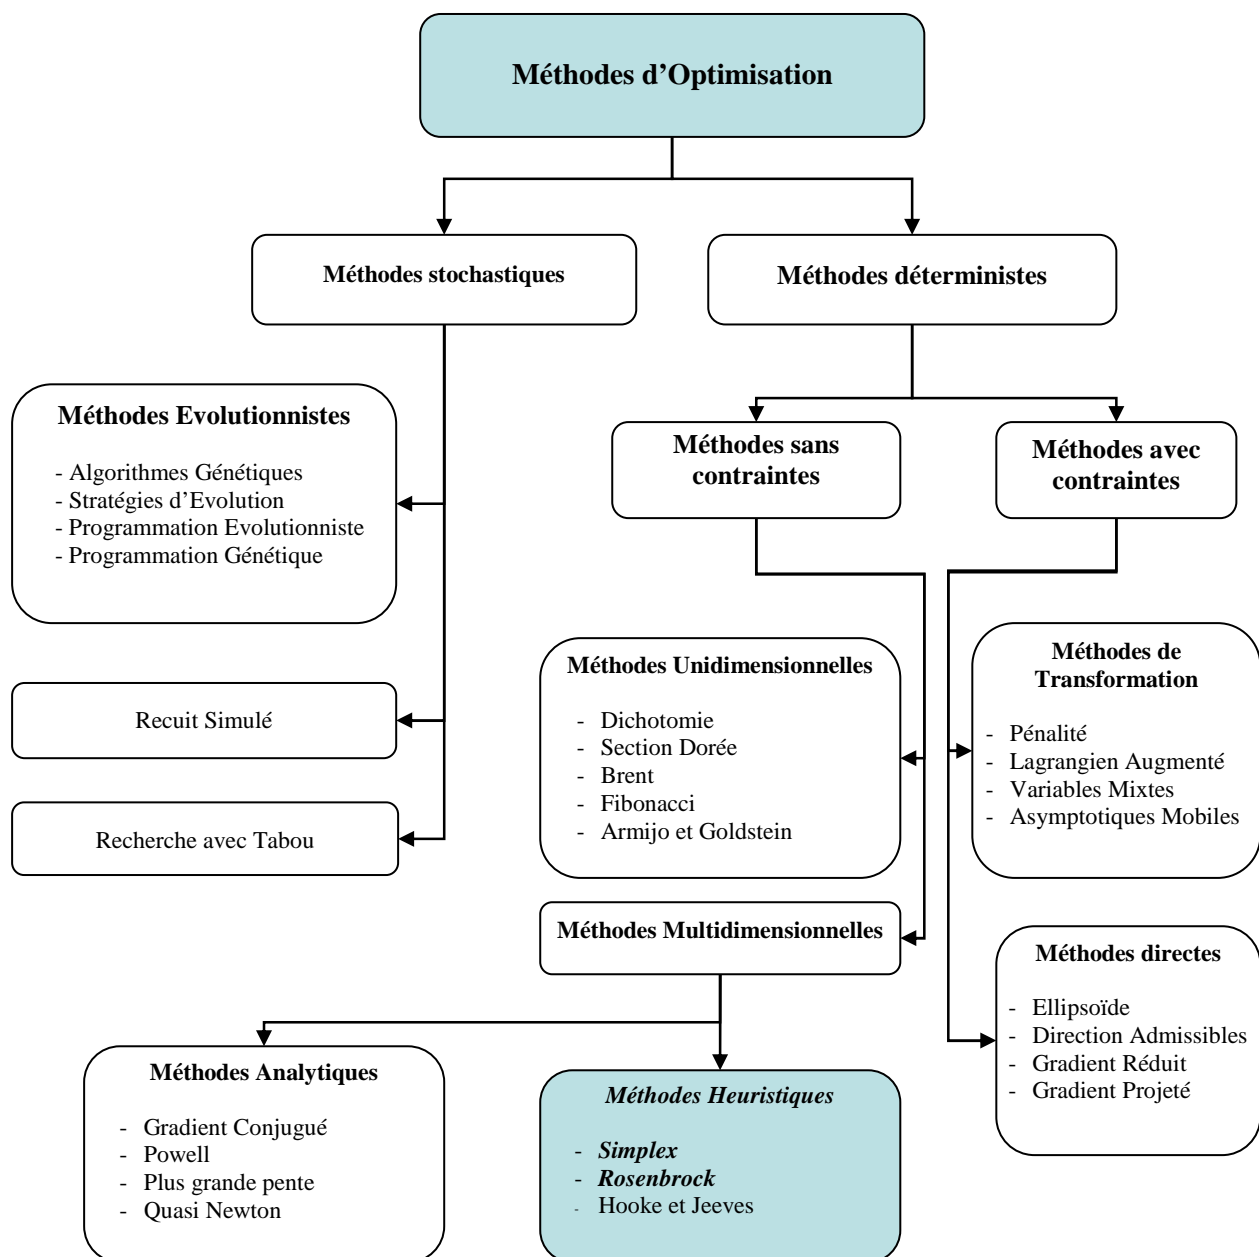 Méthodes d’Optimisation
Méthodes stochastiques
Méthodes déterministes
Méthodes Evolutionnistes
- Algorithmes Génétiques
- Stratégies d’Evolution
- Programmation Evolutionniste
- Programmation Génétique
Méthodes sans
contraintes
Méthodes avec
contraintes
Recuit Simulé
Recherche avec Tabou
Méthodes Unidimensionnelles
- Dichotomie
- Section Dorée
- Brent
- Fibonacci
- Armijo et Goldstein
Méthodes de
Transformation
- Pénalité
- Lagrangien Augmenté
- Variables Mixtes
- Asymptotiques Mobiles
Méthodes Multidimensionnelles
Méthodes directes
- Ellipsoïde
- Direction Admissibles
- Gradient Réduit
- Gradient Projeté
Méthodes Analytiques
- Gradient Conjugué
- Powell
- Plus grande pente
- Quasi Newton
Méthodes Heuristiques
- Simplex
- Rosenbrock
- Hooke et Jeeves